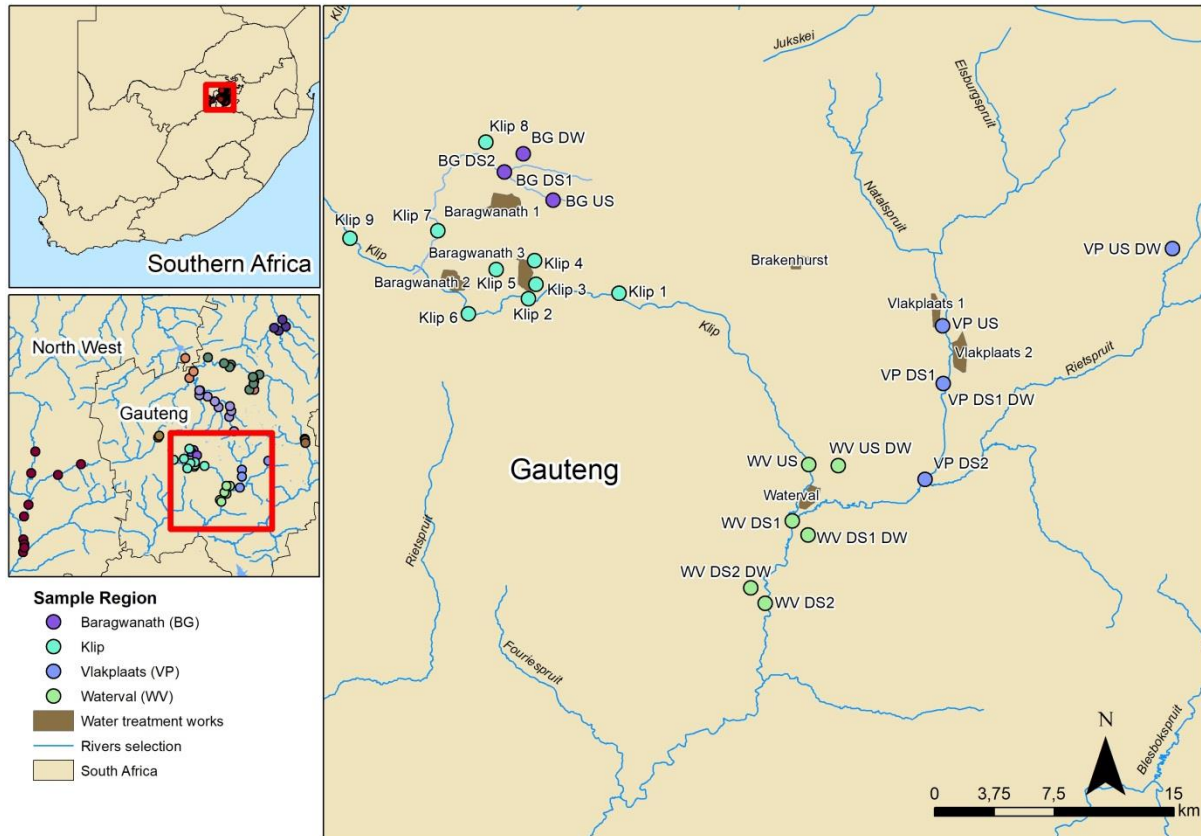 Southern Africa
North West
Gauteng
Sample Region
Baragwanath (BG)
Klip
Vlakplaats (VP)
Waterval (WV)
Water treatment works
Rivers selection
South Africa
Jukskei
Elsburgspruit
Klip 8
BG DW
BG DS2
BG DS1
BG US
Natalspruit
Baragwanath 1
Klip 7
Klip 9
Klip
VP US DW
Baragwanath 3
Klip 4
Brakenhurst
Baragwanath 2
Klip 5
Klip 3
Klip 1
Klip 2
Klip 6
Vlakplaats 1
VP US
Klip
Vlakplaats 2
Rietspruit
VP DS1
VP DS1 DW
WV US
WV US DW
VP DS2
Gauteng
Waterval
WV DS1
WV DS1 DW
Rietspruit
WV DS2 DW
WV DS2
Fouriespruit
Blesbokspruit
N
0 3,75 7,5 15
km